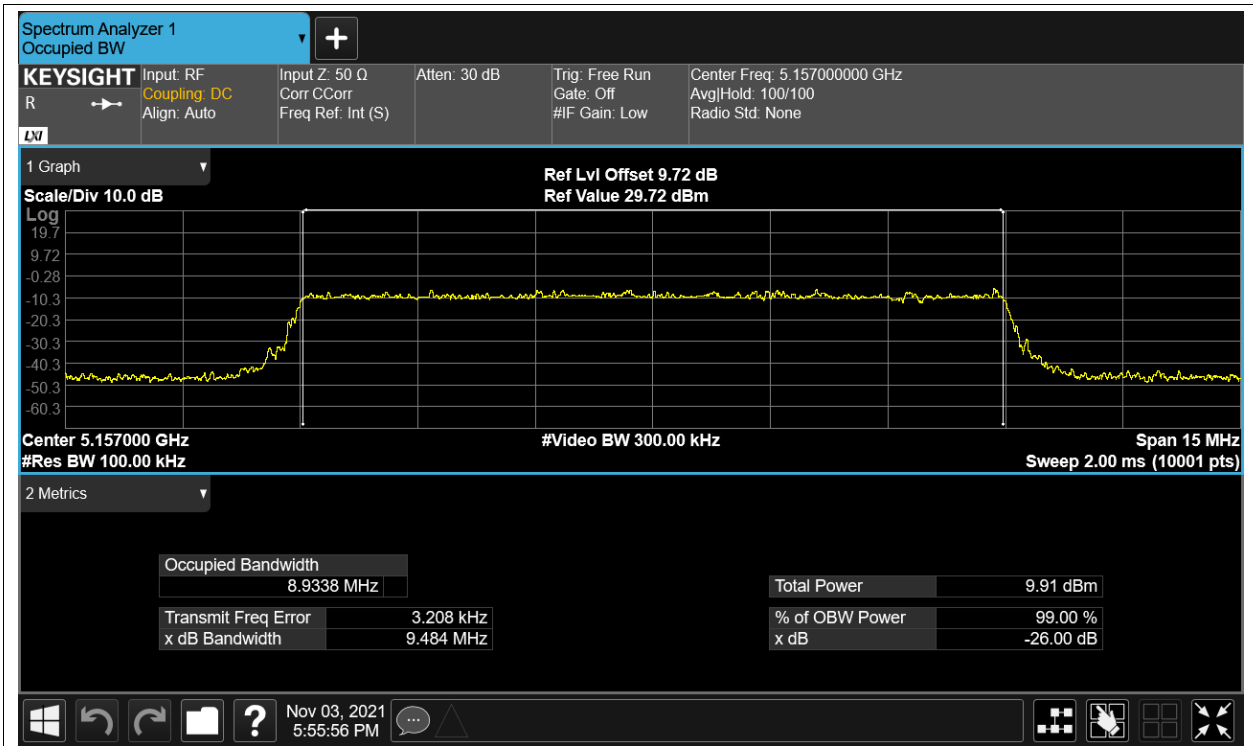 Spectrum Analyzer 1
Occupied BW
KEYSIGHT Input: RF Input Z: 50 Ω Atten: 30 dB Trig: Free Run Center Freq: 5.157000000 GHz
R Coupling: DC Corr CCorr Gate: Off Avg|Hold: 100/100
Align: Auto Freq Ref: Int (S) #IF Gain: Low Radio Std: None
LXI
1 Graph Ref Lvl Offset 9.72 dB
Scale/Div 10.0 dB Ref Value 29.72 dBm
Log
19.7
9.72
-0.28
-10.3
-20.3
-30.3
-40.3
-50.3
-60.3
Center 5.157000 GHz #Video BW 300.00 kHz Span 15 MHz
#Res BW 100.00 kHz Sweep 2.00 ms (10001 pts)
2 Metrics
Occupied Bandwidth
8.9338 MHz Total Power 9.91 dBm
Transmit Freq Error 3.208 kHz % of OBW Power 99.00 %
x dB Bandwidth 9.484 MHz x dB -26.00 dB
? Nov 03, 2021
5:55:56 PM